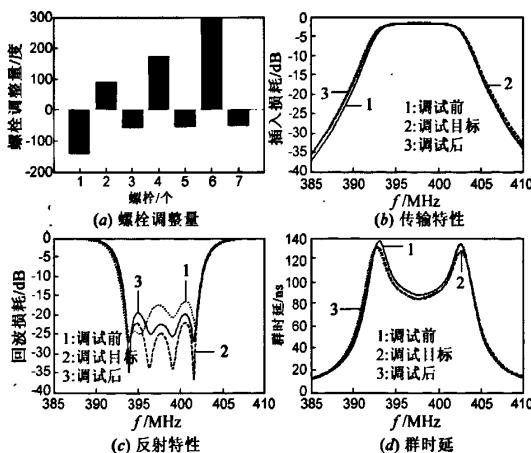 螺栓调整量/度
300
200
100
0
-100
-200
1 2 3 4 5 6 7
螺栓/个
(a) 螺栓调整量
插入损耗/dB
0
-5
-10
-15
-20
-25
-30
-35
-40
3
1
2
1:调试前
2:调试目标
3:调试后
385 390 395 400 405 410
f/MHz
(b) 传输特性
回波损耗/dB
0
-5
-10
-15
-20
-25
-30
-35
-40
3
1
2
1:调试前
2:调试目标
3:调试后
385 390 395 400 405 410
f/MHz
(c) 反射特性
群时延/ns
140
120
100
80
60
40
20
0
1
2
3
1:调试前
2:调试目标
3:调试后
385 390 395 400 405 410
f/MHz
(d) 群时延